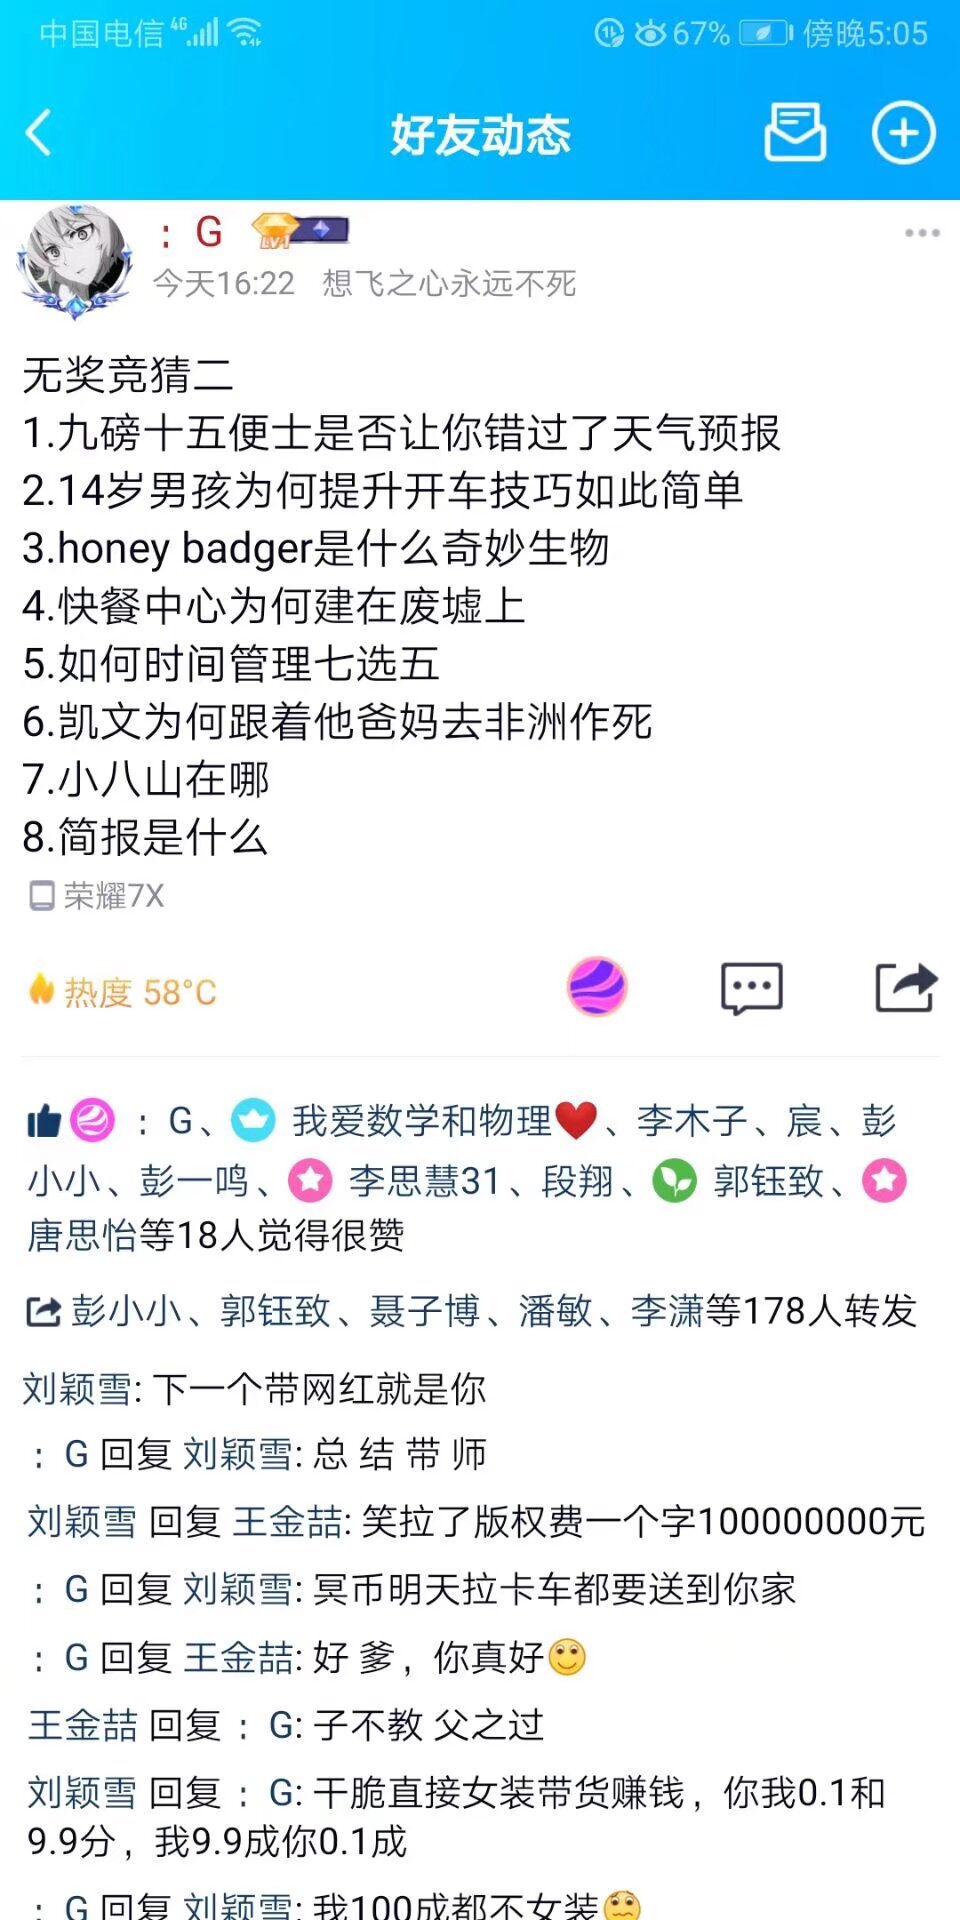 中国电信 4G 67% 傍晚5:05
好友动态
：G LV1
今天16:22 想飞之心永远不死
无奖竞猜二
1.九磅十五便士是否让你错过了天气预报
2.14岁男孩为何提升开车技巧如此简单
3.honey badger是什么奇妙生物
4.快餐中心为何建在废墟上
5.如何时间管理七选五
6.凯文为何跟着他爸妈去非洲作死
7.小八山在哪
8.简报是什么
荣耀7X
热度 58°C
：G、我爱数学和物理❤、李木子、宸、彭
小小、彭一鸣、李思慧31、段翔、郭钰致、
唐思怡等18人觉得很赞
彭小小、郭钰致、聂子博、潘敏、李潇等178人转发
刘颖雪: 下一个带网红就是你
：G 回复 刘颖雪: 总 结 带 师
刘颖雪 回复 王金喆: 笑拉了版权费一个字100000000元
：G 回复 刘颖雪: 冥币明天拉卡车都要送到你家
：G 回复 王金喆: 好 爹，你真好
王金喆 回复 ：G: 子不教 父之过
刘颖雪 回复 ：G: 干脆直接女装带货赚钱，你我0.1和
9.9分，我9.9成你0.1成
：G 回复 刘颖雪: 我100成都不女装